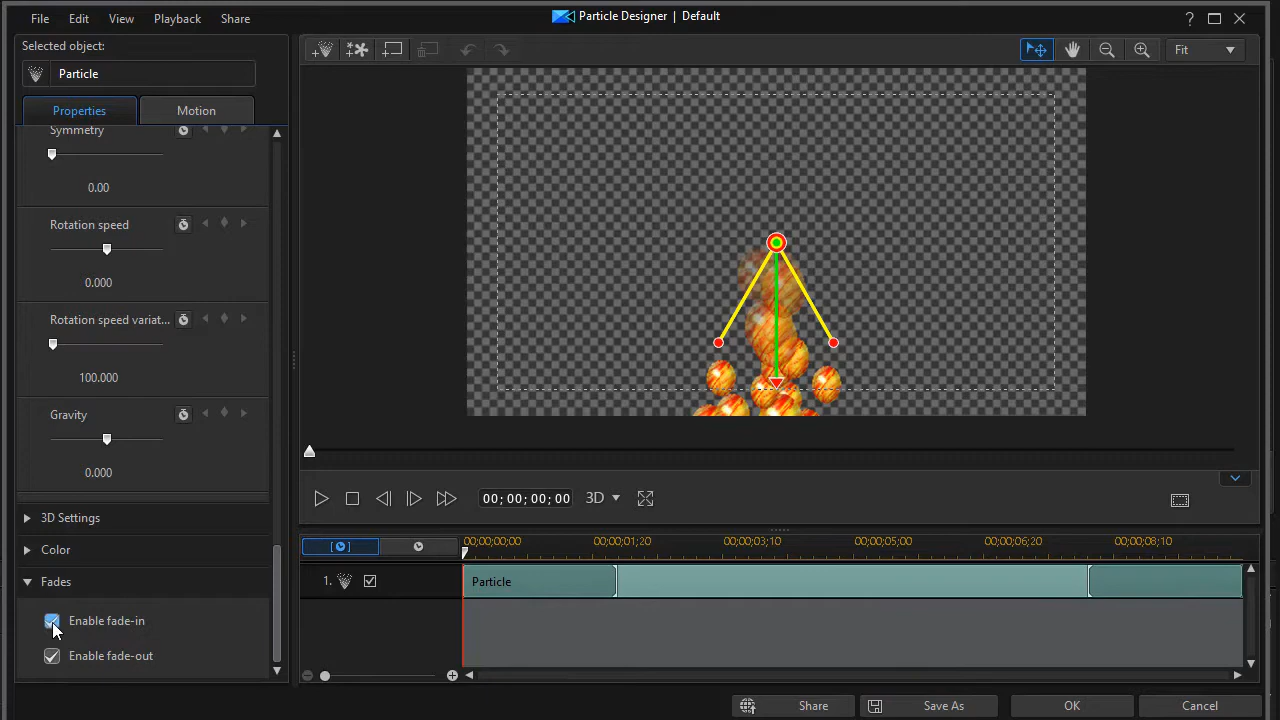 File Edit View Playback Share
Particle Designer | Default
?
Selected object:
Particle
Properties Motion
Symmetry
0.00
Rotation speed
0.000
Rotation speed variat...
100.000
Gravity
0.000
3D Settings
Color
Fades
Enable fade-in
Enable fade-out
Fit
00; 00; 00; 00 3D
00;00;00;00 00;00;01;20 00;00;03;10 00;00;05;00 00;00;06;20 00;00;08;10
1. Particle
Share Save As OK Cancel